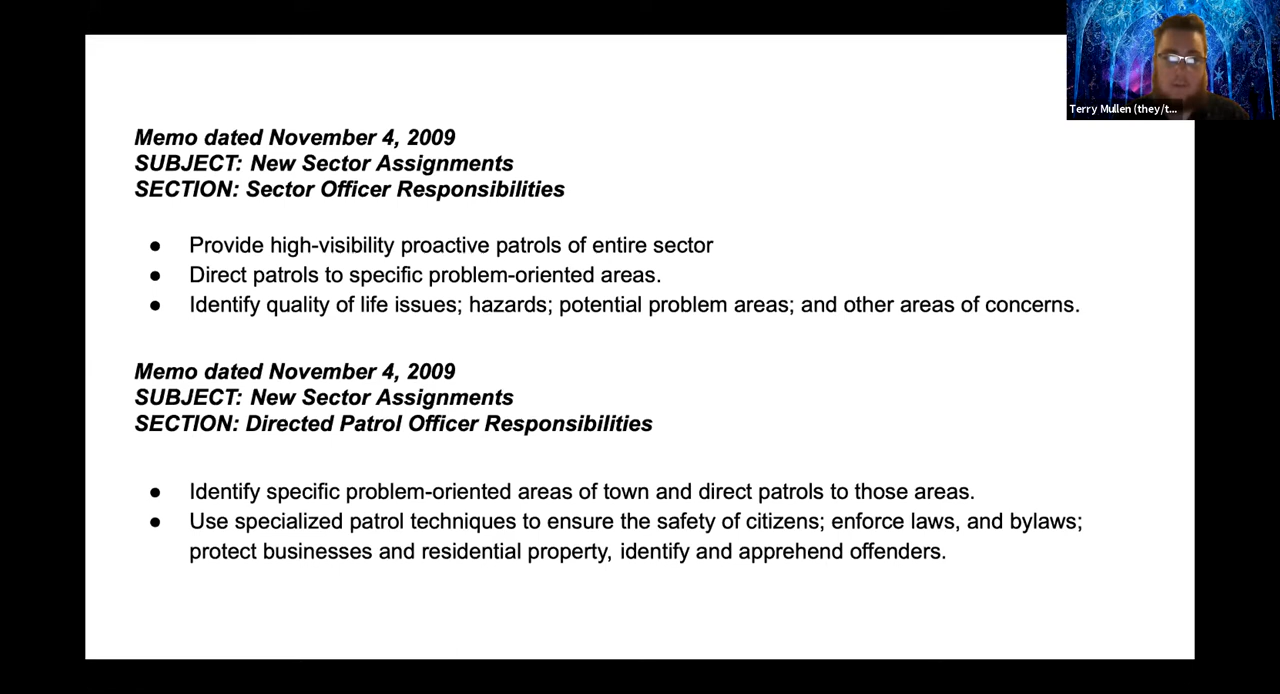 Terry Mullen (they/t...
Memo dated November 4, 2009
SUBJECT: New Sector Assignments
SECTION: Sector Officer Responsibilities
● Provide high-visibility proactive patrols of entire sector
● Direct patrols to specific problem-oriented areas.
● Identify quality of life issues; hazards; potential problem areas; and other areas of concerns.
Memo dated November 4, 2009
SUBJECT: New Sector Assignments
SECTION: Directed Patrol Officer Responsibilities
● Identify specific problem-oriented areas of town and direct patrols to those areas.
● Use specialized patrol techniques to ensure the safety of citizens; enforce laws, and bylaws;
protect businesses and residential property, identify and apprehend offenders.